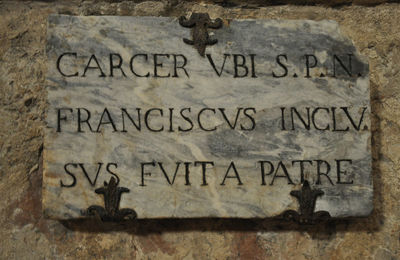 CARCER VBI S.P.N.
FRANCISCVS INCLV.
SVS FVIT A PATRE